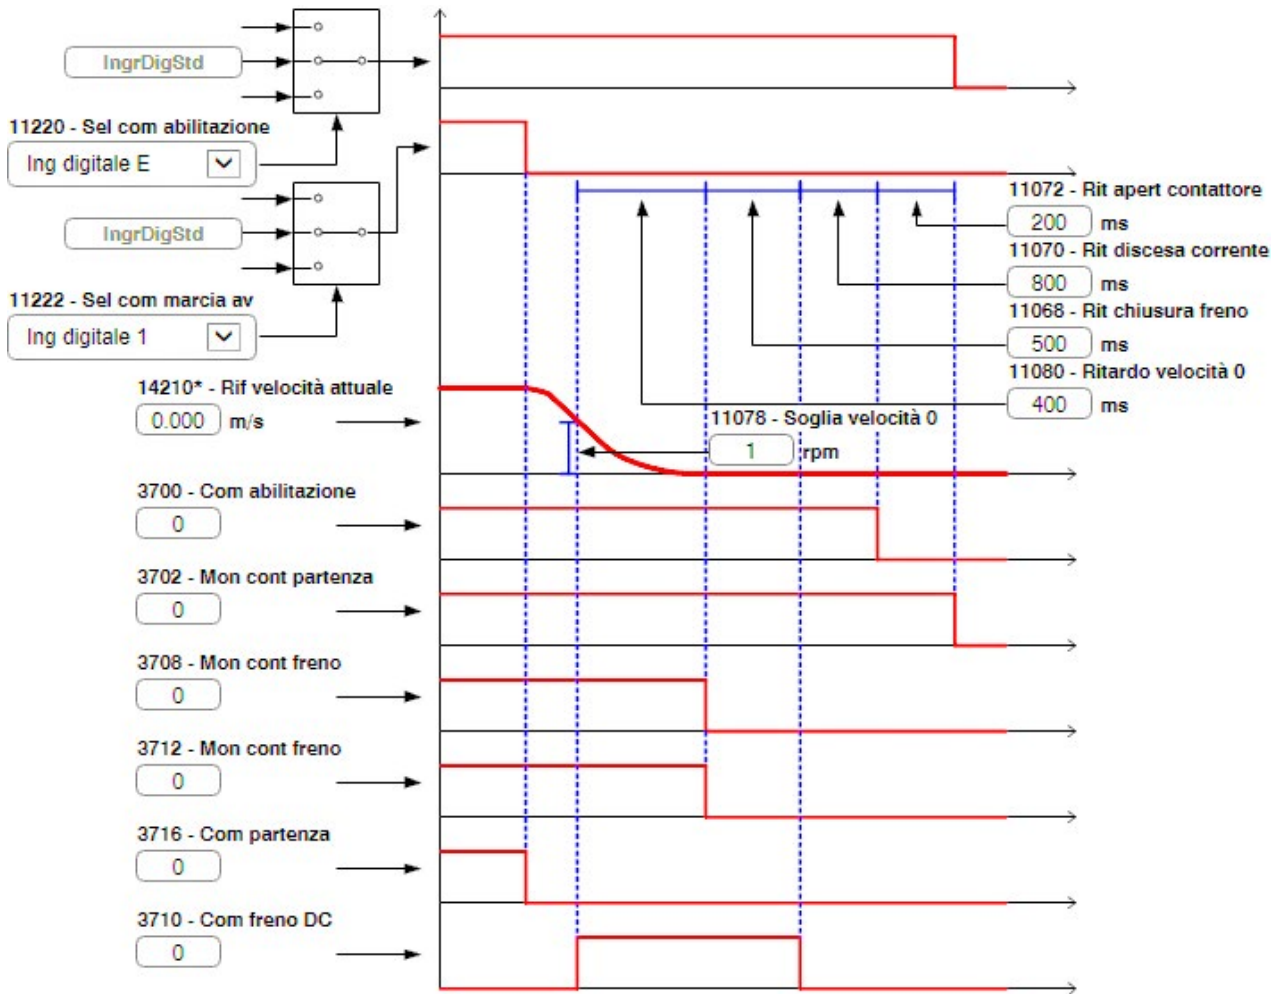 IngrDigStd
11220 - Sel com abilitazione
Ing digitale E
IngrDigStd
11222 - Sel com marcia av
Ing digitale 1
11072 - Rit apert contattore
200 ms
11070 - Rit discesa corrente
800 ms
11068 - Rit chiusura freno
500 ms
11080 - Ritardo velocità 0
400 ms
14210* - Rif velocità attuale
0.000 m/s
11078 - Soglia velocità 0
1 rpm
3700 - Com abilitazione
0
3702 - Mon cont partenza
0
3708 - Mon cont freno
0
3712 - Mon cont freno
0
3716 - Com partenza
0
3710 - Com freno DC
0